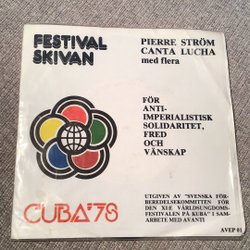 FESTIVAL
SKIVAN
PIERRE STRÖM
CANTA LUCHA
med flera
FÖR
ANTI-
IMPERIALISTISK
SOLIDARITET,
FRED
OCH
VÄNSKAP
CUBA'78
UTGIVEN AV "SVENSKA FÖR-
BEREDELSEKOMMITTÉN FÖR
DEN XI:E VÄRLDSUNGDOMS-
FESTIVALEN PÅ KUBA" I SAM-
ARBETE MED AVANTI
AVEP 01